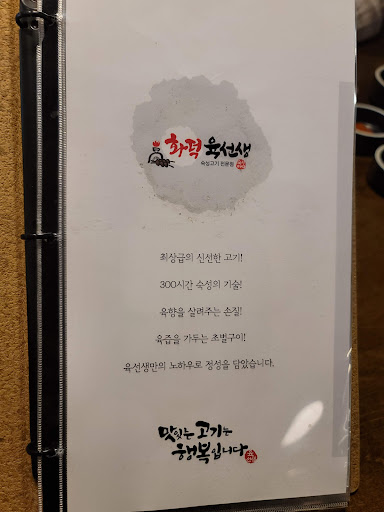 화덕 육선생
숙성고기 전문점
최상급의 신선한 고기!
300시간 숙성의 기술!
육향을 살려주는 손질!
육즙을 가두는 초벌구이!
육선생만의 노하우로 정성을 담았습니다.
맛있는 고기는
행복입니다